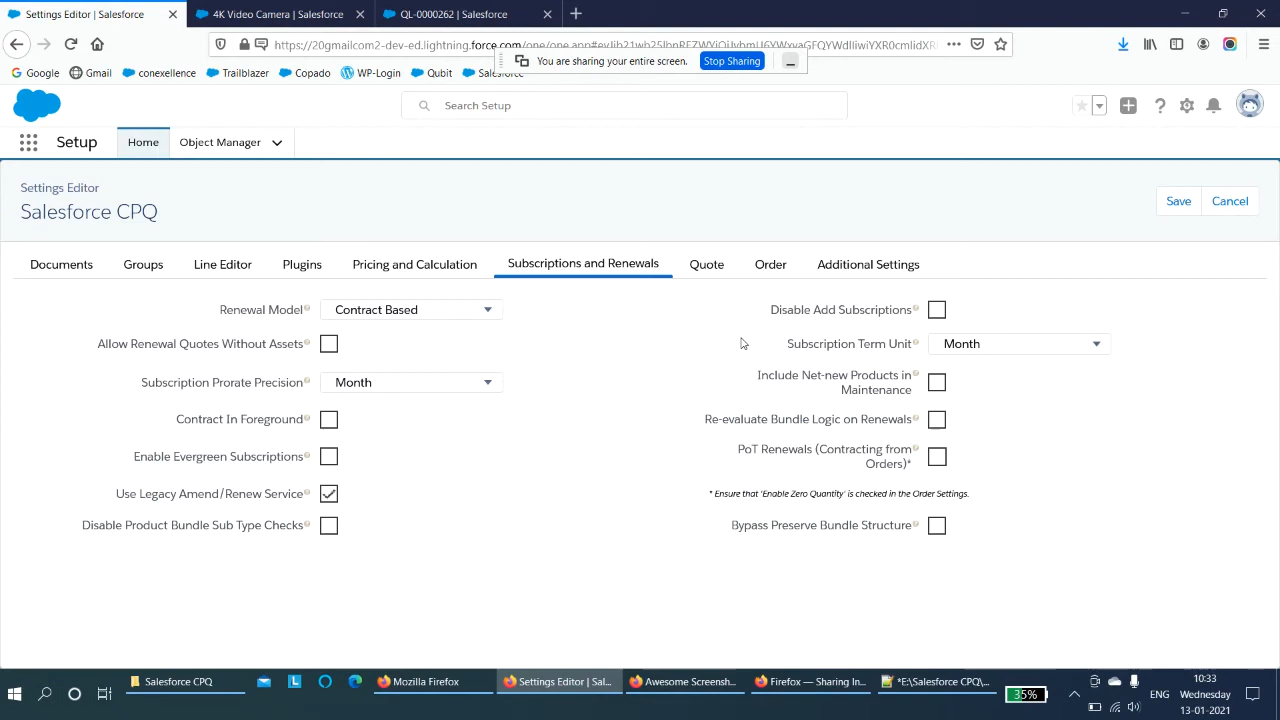 Settings Editor | Salesforce
4K Video Camera | Salesforce
QL-0000262 | Salesforce
You are sharing your entire screen.
Stop Sharing
Google
Gmail
conexellence
Trailblazer
Copado
WP-Login
Qubit
Search Setup
Setup
Home
Object Manager
Settings Editor
Salesforce CPQ
Save
Cancel
Documents
Groups
Line Editor
Plugins
Pricing and Calculation
Subscriptions and Renewals
Quote
Order
Additional Settings
Renewal Model
Contract Based
Disable Add Subscriptions
Allow Renewal Quotes Without Assets
Subscription Term Unit
Month
Subscription Prorate Precision
Month
Include Net-new Products in
Maintenance
Contract In Foreground
Re-evaluate Bundle Logic on Renewals
Enable Evergreen Subscriptions
PoT Renewals (Contracting from
Orders)*
Use Legacy Amend/Renew Service
* Ensure that 'Enable Zero Quantity' is checked in the Order Settings.
Disable Product Bundle Sub Type Checks
Bypass Preserve Bundle Structure
Salesforce CPQ
Mozilla Firefox
Settings Editor | Sal...
Awesome Screensh...
Firefox — Sharing In...
*E:\Salesforce CPQ\...
35%
ENG
10:33
Wednesday
13-01-2021